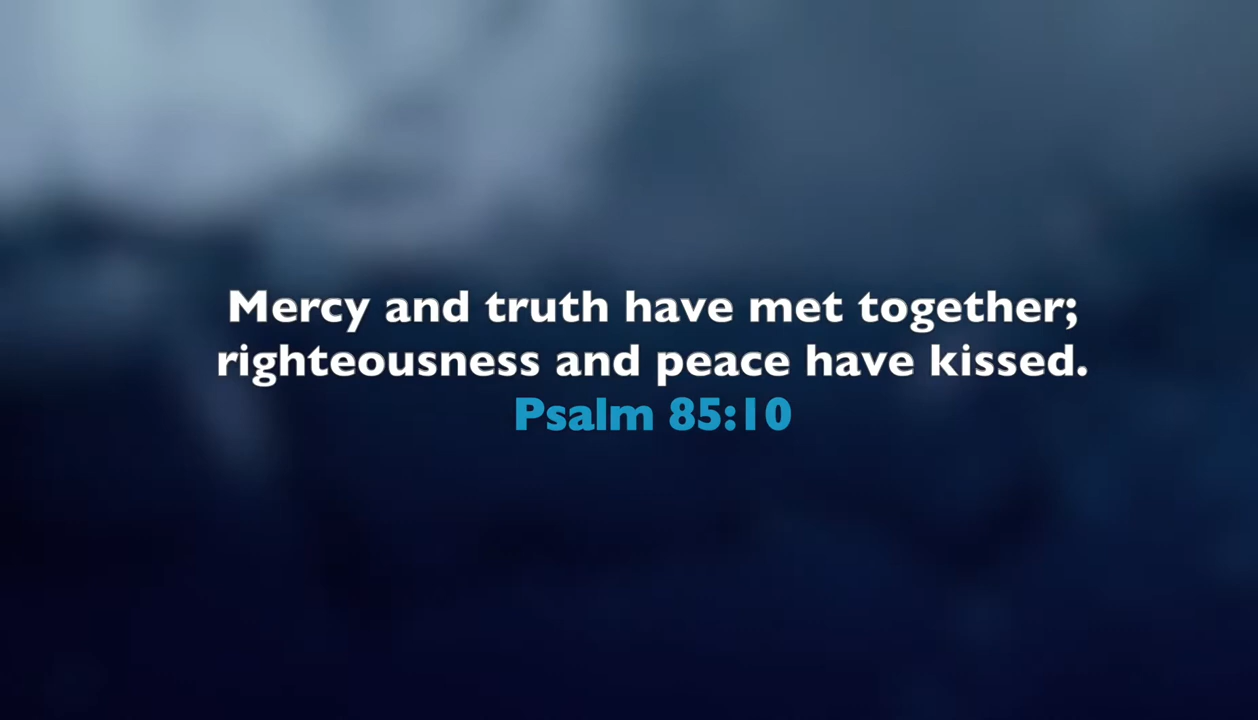 Mercy and truth have met together;
righteousness and peace have kissed.
Psalm 85:10